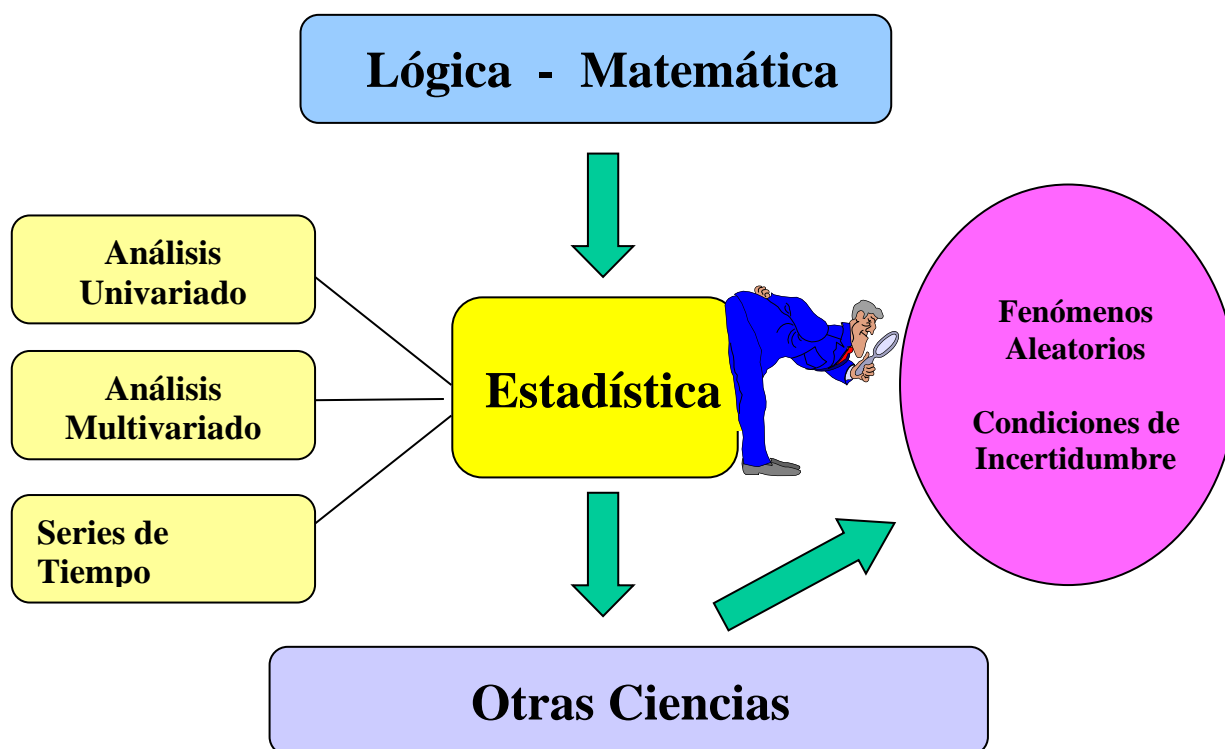 Lógica - Matemática
Análisis
Univariado
Análisis
Multivariado
Series de
Tiempo
Estadística
Fenómenos
Aleatorios
Condiciones de
Incertidumbre
Otras Ciencias